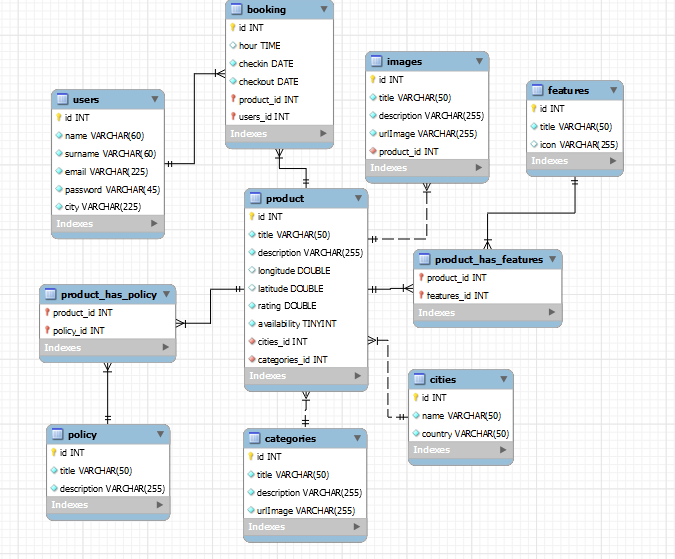 booking
id INT
hour TIME
checkin DATE
checkout DATE
product_id INT
users_id INT
Indexes
images
id INT
title VARCHAR(50)
description VARCHAR(255)
urlImage VARCHAR(255)
product_id INT
Indexes
features
id INT
title VARCHAR(50)
icon VARCHAR(255)
Indexes
users
id INT
name VARCHAR(60)
surname VARCHAR(60)
email VARCHAR(225)
password VARCHAR(45)
city VARCHAR(225)
Indexes
product
id INT
title VARCHAR(50)
description VARCHAR(255)
longitude DOUBLE
latitude DOUBLE
rating DOUBLE
availability TINYINT
cities_id INT
categories_id INT
Indexes
product_has_features
product_id INT
features_id INT
Indexes
product_has_policy
product_id INT
policy_id INT
Indexes
cities
id INT
name VARCHAR(50)
country VARCHAR(50)
Indexes
policy
id INT
title VARCHAR(50)
description VARCHAR(255)
Indexes
categories
id INT
title VARCHAR(50)
description VARCHAR(255)
urlImage VARCHAR(255)
Indexes